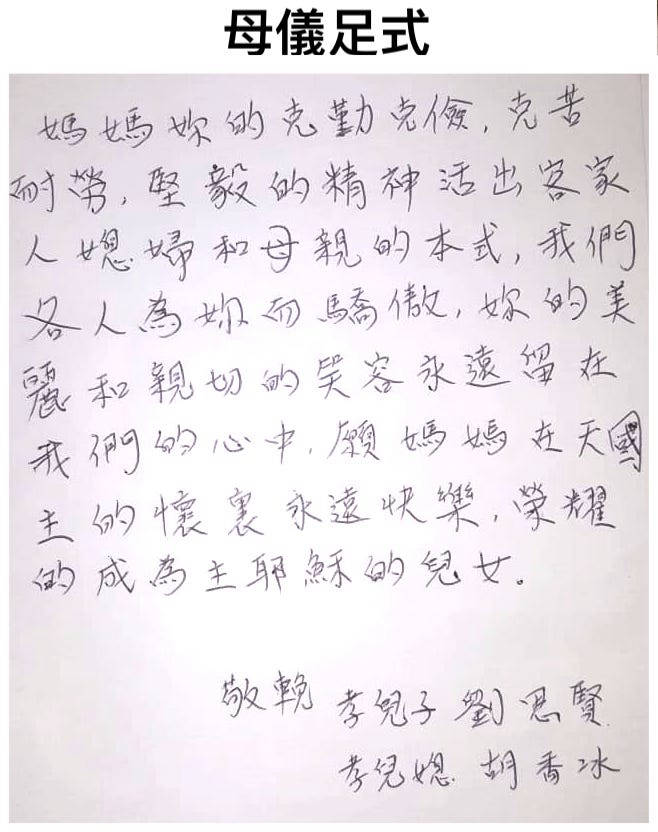 母儀足式
媽媽妳的克勤克儉，克苦
耐勞，堅毅的精神活出客家
人媳婦和母親的本式，我們
各人為妳而驕傲，妳的美
麗和親切的笑容永遠留在
我們的心中，願媽媽在天國
主的懷裏永遠快樂，榮耀
的成為主耶穌的兒女。
敬輓 孝兒子 劉思賢
孝兒媳 胡香冰